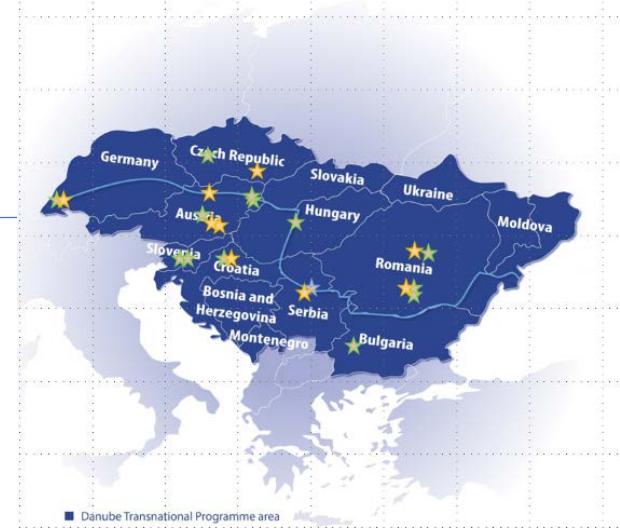 Germany
Czech Republic
Slovakia
Ukraine
Moldova
Austria
Hungary
Slovenia
Croatia
Romania
Bosnia and
Herzegovina
Serbia
Montenegro
Bulgaria
Danube Transnational Programme area